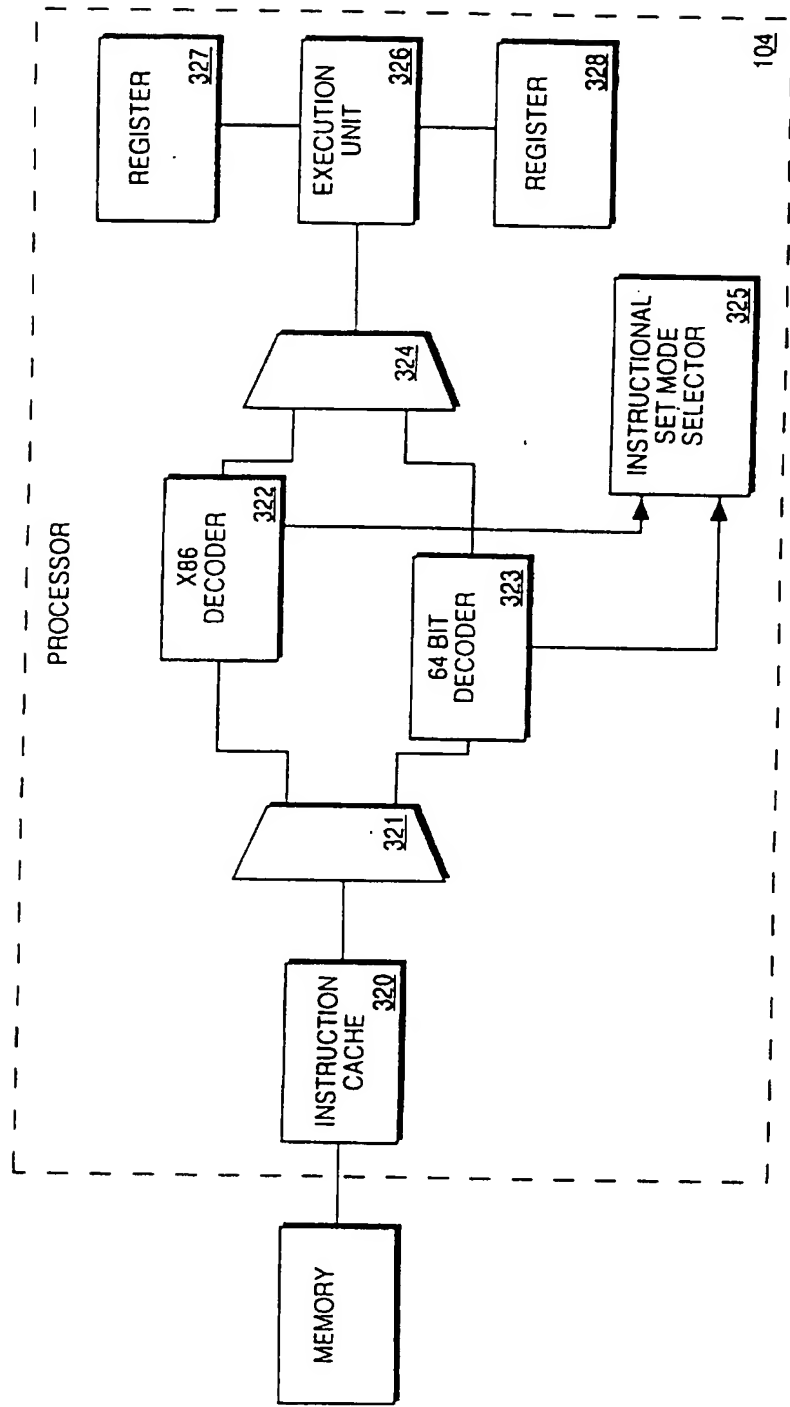 PROCESSOR
MEMORY
INSTRUCTION
CACHE
320
321
X86
DECODER
322
64 BIT
DECODER
323
324
INSTRUCTIONAL
SET MODE
SELECTOR
325
REGISTER
327
EXECUTION
UNIT
326
REGISTER
328
104